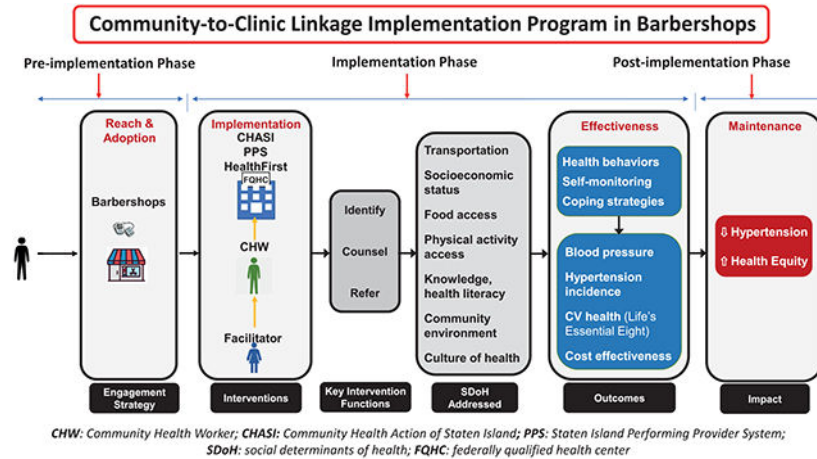 Community-to-Clinic Linkage Implementation Program in Barbershops
Pre-implementation Phase
Implementation Phase
Post-implementation Phase
Reach &
Adoption
Barbershops
Engagement
Strategy
Implementation
CHASI
PPS
HealthFirst
FQHC
CHW
Facilitator
Interventions
Identify
Counsel
Refer
Key Intervention
Functions
Transportation
Socioeconomic
status
Food access
Physical activity
access
Knowledge,
health literacy
Community
environment
Culture of health
SDoH
Addressed
Effectiveness
Health behaviors
Self-monitoring
Coping strategies
Blood pressure
Hypertension
incidence
CV health (Life's
Essential Eight)
Cost effectiveness
Outcomes
Maintenance
⇩ Hypertension
⇧ Health Equity
Impact
CHW: Community Health Worker; CHASI: Community Health Action of Staten Island; PPS: Staten Island Performing Provider System;
SDoH: social determinants of health; FQHC: federally qualified health center